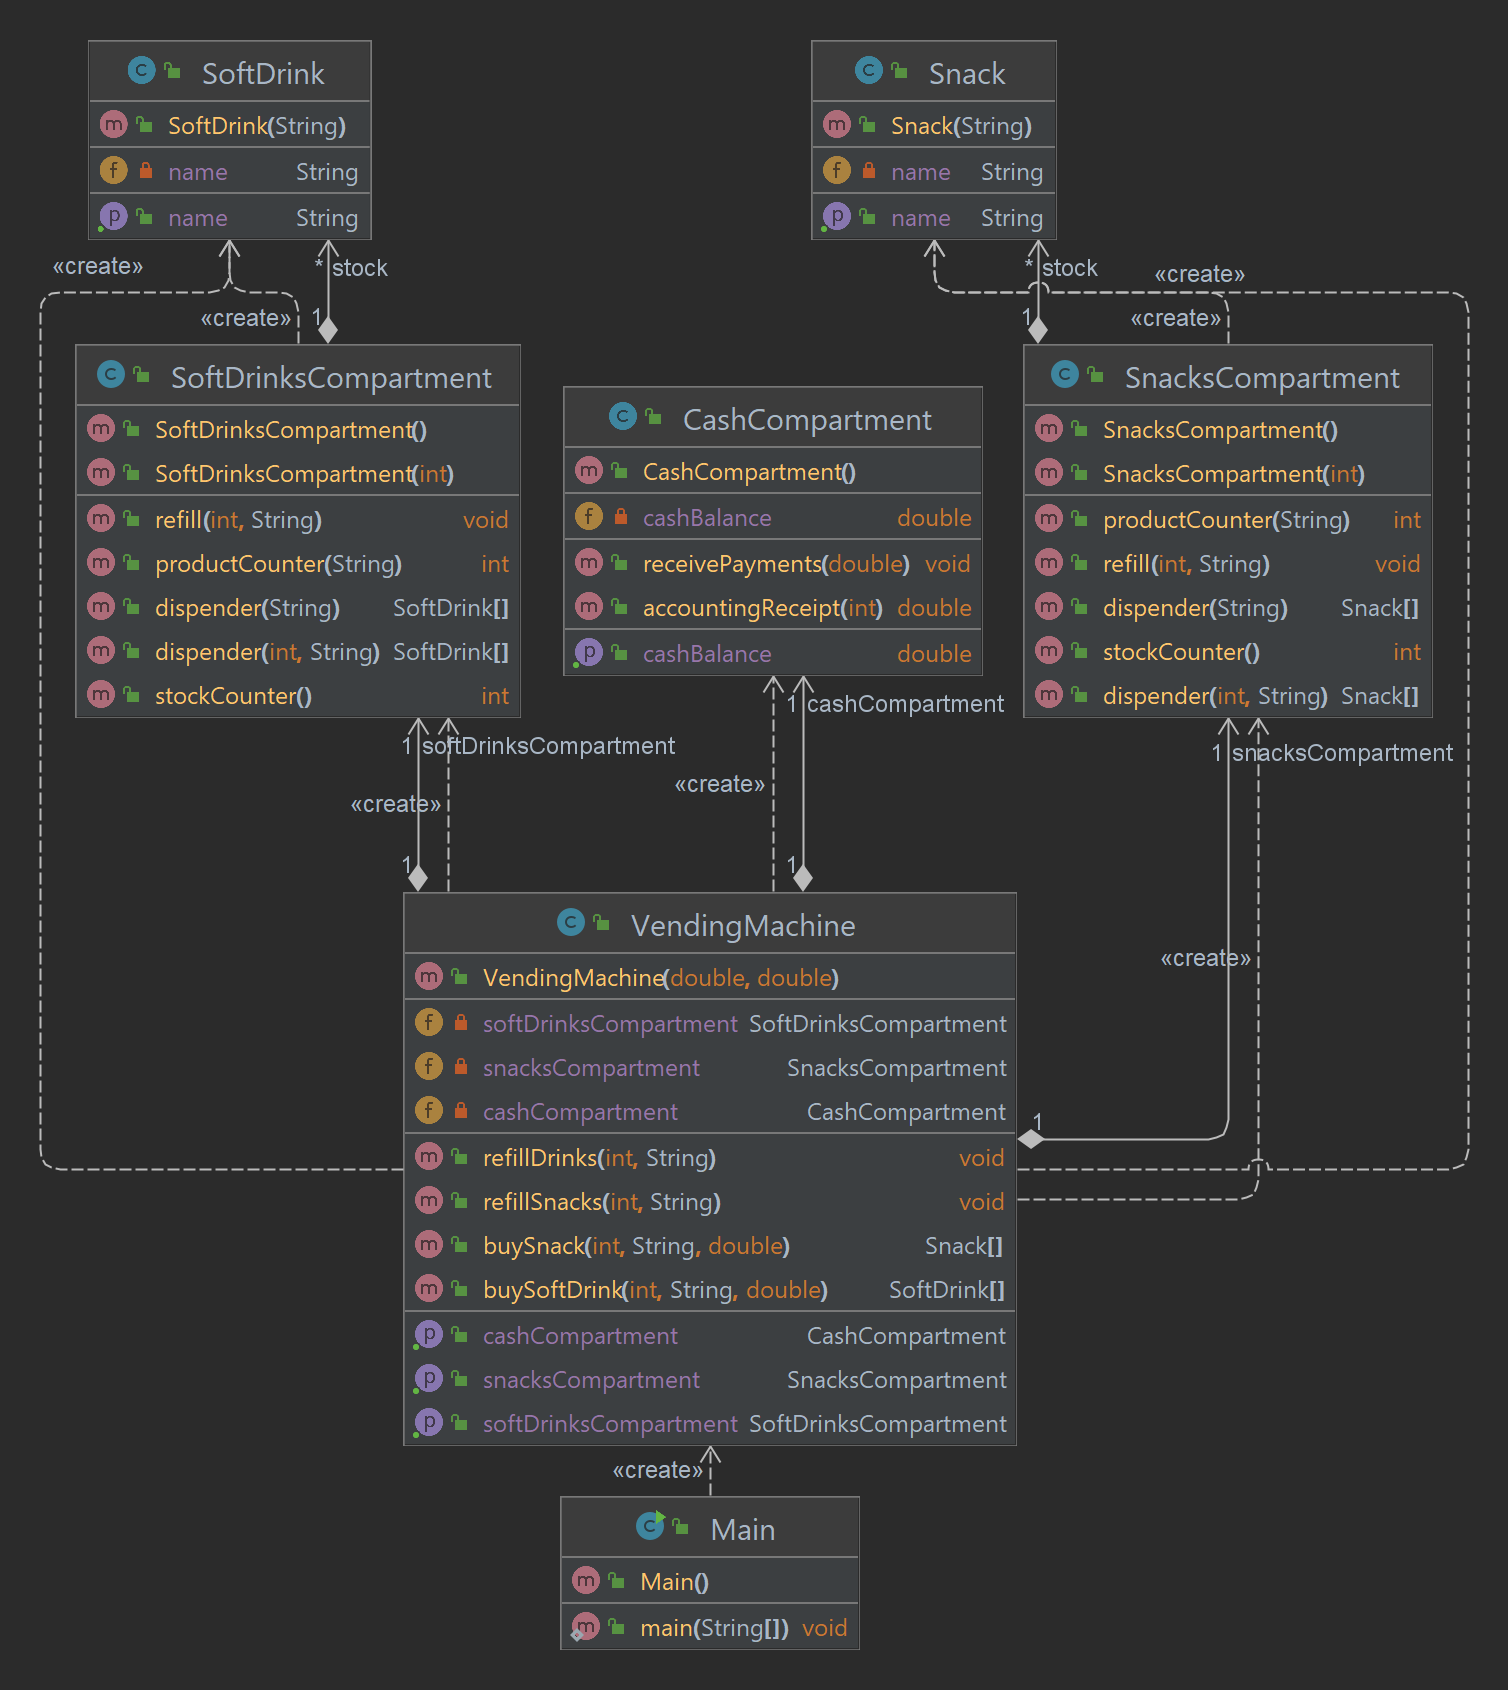 SoftDrink
SoftDrink(String)
name String
name String
Snack
Snack(String)
name String
name String
«create»
* stock
«create»
1
* stock
«create»
1
«create»
SoftDrinksCompartment
SoftDrinksCompartment()
SoftDrinksCompartment(int)
refill(int, String) void
productCounter(String) int
dispender(String) SoftDrink[]
dispender(int, String) SoftDrink[]
stockCounter() int
CashCompartment
CashCompartment()
cashBalance double
receivePayments(double) void
accountingReceipt(int) double
cashBalance double
SnacksCompartment
SnacksCompartment()
SnacksCompartment(int)
productCounter(String) int
refill(int, String) void
dispender(String) Snack[]
stockCounter() int
dispender(int, String) Snack[]
1 softDrinksCompartment
«create»
1
1 cashCompartment
«create»
1
1 snacksCompartment
«create»
1
VendingMachine
VendingMachine(double, double)
softDrinksCompartment SoftDrinksCompartment
snacksCompartment SnacksCompartment
cashCompartment CashCompartment
refillDrinks(int, String) void
refillSnacks(int, String) void
buySnack(int, String, double) Snack[]
buySoftDrink(int, String, double) SoftDrink[]
cashCompartment CashCompartment
snacksCompartment SnacksCompartment
softDrinksCompartment SoftDrinksCompartment
«create»
Main
Main()
main(String[]) void